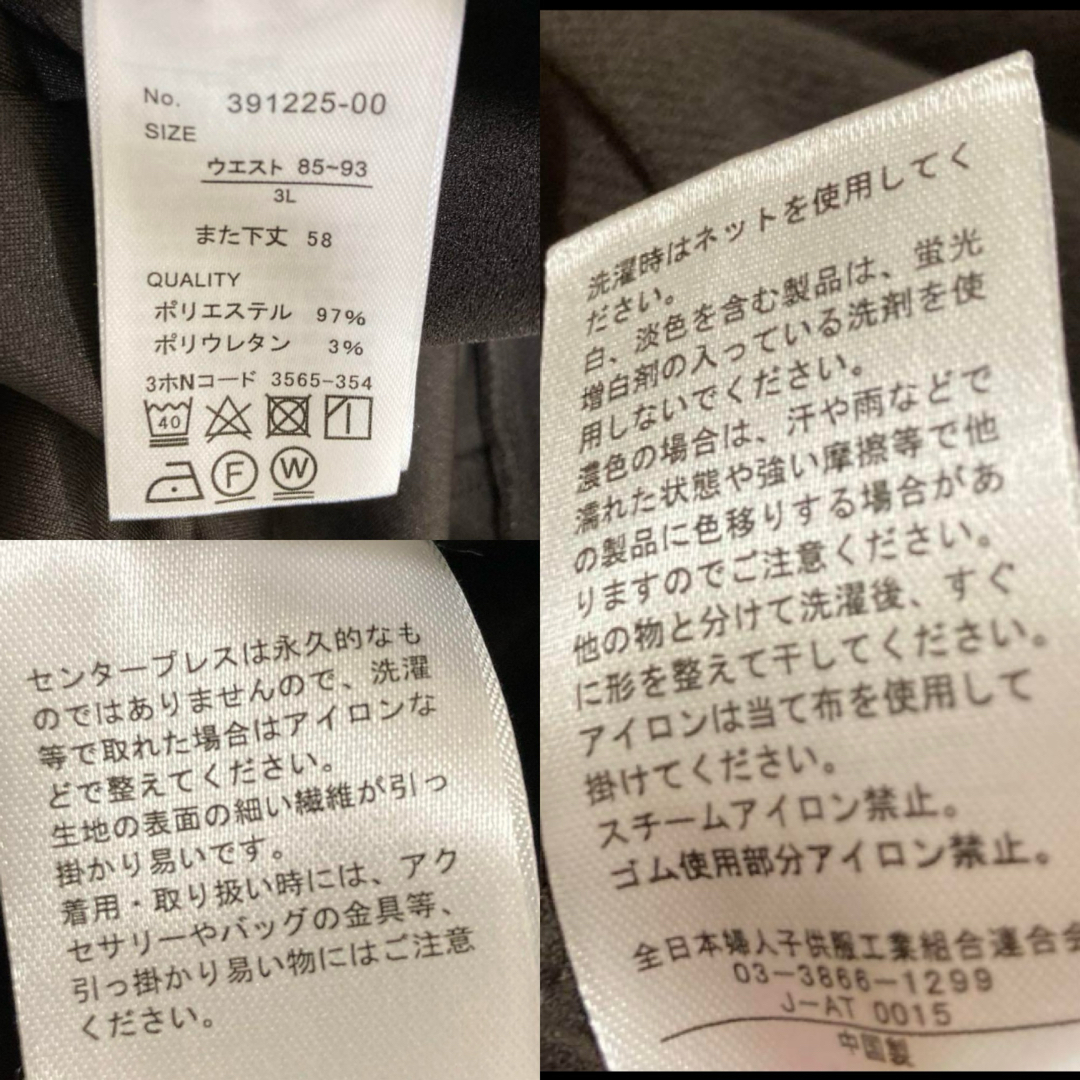 No. 391225-00
SIZE
ウエスト 85~93
3L
また下丈 58
QUALITY
ポリエステル 97%
ポリウレタン 3%
3ホNコード 3565-354
40
F W
洗濯時はネットを使用してく
ださい。
白、淡色を含む製品は、蛍光
増白剤の入っている洗剤を使
用しないでください。
濃色の場合は、汗や雨などで
濡れた状態や強い摩擦等で他
の製品に色移りする場合があ
りますのでご注意ください。
他の物と分けて洗濯後、すぐ
に形を整えて干してください。
アイロンは当て布を使用して
掛けてください。
スチームアイロン禁止。
ゴム使用部分アイロン禁止。
全日本婦人子供服工業組合連合会
03-3866-1299
J-AT 0015
中国製
センタープレスは永久的なも
のではありませんので、洗濯
等で取れた場合はアイロンな
どで整えてください。
生地の表面の細い繊維が引っ
掛かり易いです。
着用・取り扱い時には、アク
セサリーやバッグの金具等、
引っ掛かり易い物にはご注意
ください。